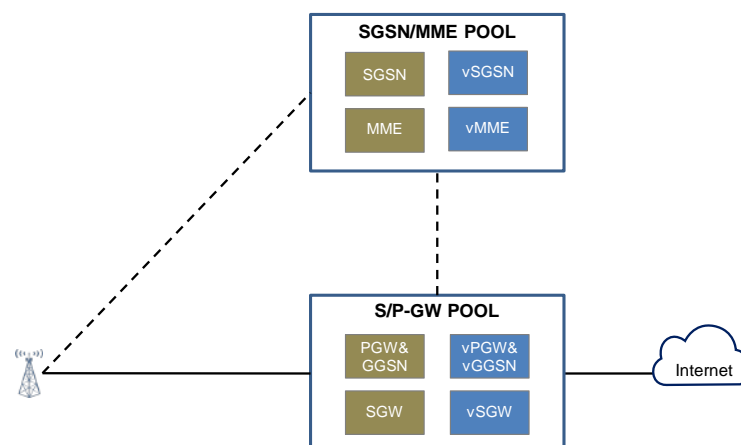 SGSN/MME POOL
SGSN
vSGSN
MME
vMME
S/P-GW POOL
PGW&
GGSN
vPGW&
vGGSN
Internet
SGW
vSGW